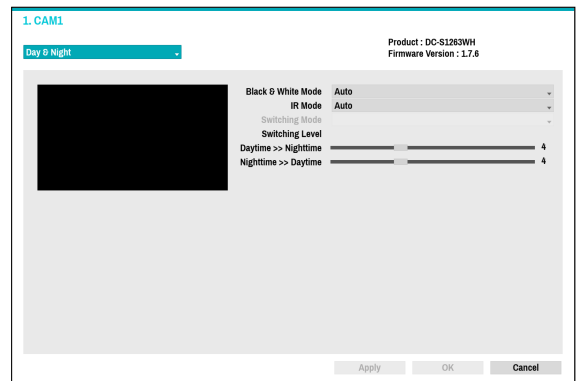 1. CAM1
Product : DC-S1263WH
Day & Night
Firmware Version : 1.7.6
Black & White Mode Auto
IR Mode Auto
Switching Mode
Switching Level
Daytime >> Nighttime 4
Nighttime >> Daytime 4
Apply OK Cancel